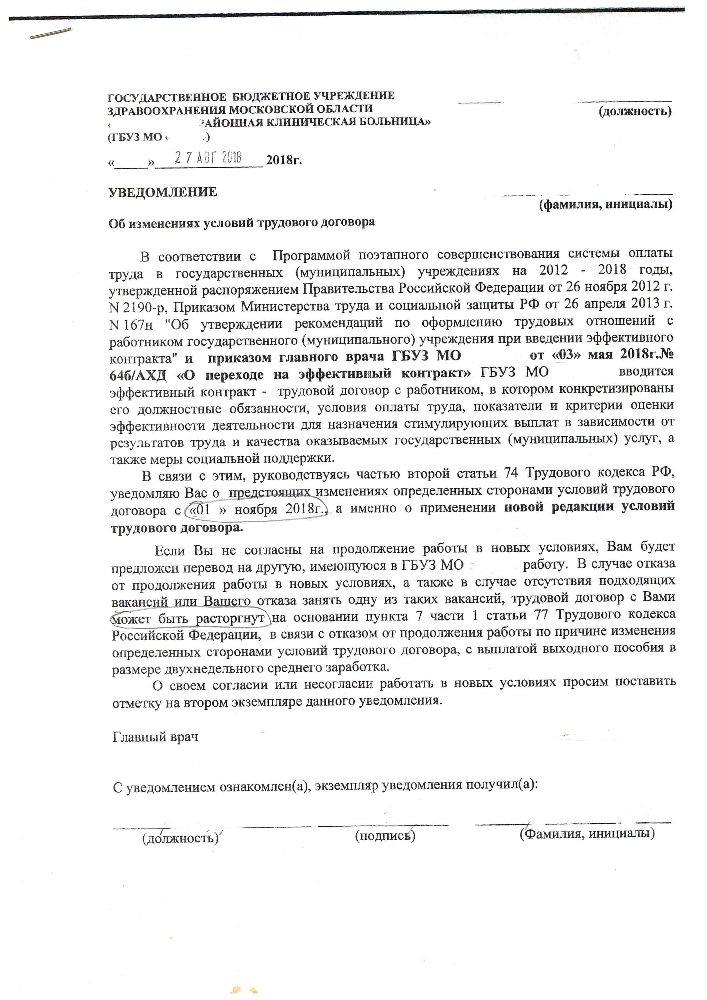 ГОСУДАРСТВЕННОЕ БЮДЖЕТНОЕ УЧРЕЖДЕНИЕ
ЗДРАВООХРАНЕНИЯ МОСКОВСКОЙ ОБЛАСТИ
(должность)
АЙОННАЯ КЛИНИЧЕСКАЯ БОЛЬНИЦА»
(ГБУЗ МО « )
«_____» 27 АВГ 2018 2018г.
УВЕДОМЛЕНИЕ
(фамилия, инициалы)
Об изменениях условий трудового договора
В соответствии с Программой поэтапного совершенствования системы оплаты
труда в государственных (муниципальных) учреждениях на 2012 - 2018 годы,
утвержденной распоряжением Правительства Российской Федерации от 26 ноября 2012 г.
N 2190-р, Приказом Министерства труда и социальной защиты РФ от 26 апреля 2013 г.
N 167н "Об утверждении рекомендаций по оформлению трудовых отношений с
работником государственного (муниципального) учреждения при введении эффективного
контракта" и приказом главного врача ГБУЗ МО от «03» мая 2018г.№
64б/АХД «О переходе на эффективный контракт» ГБУЗ МО вводится
эффективный контракт - трудовой договор с работником, в котором конкретизированы
его должностные обязанности, условия оплаты труда, показатели и критерии оценки
эффективности деятельности для назначения стимулирующих выплат в зависимости от
результатов труда и качества оказываемых государственных (муниципальных) услуг, а
также меры социальной поддержки.
В связи с этим, руководствуясь частью второй статьи 74 Трудового кодекса РФ,
уведомляю Вас о предстоящих изменениях определенных сторонами условий трудового
договора с «01 » ноября 2018г., а именно о применении новой редакции условий
трудового договора.
Если Вы не согласны на продолжение работы в новых условиях, Вам будет
предложен перевод на другую, имеющуюся в ГБУЗ МО работу. В случае отказа
от продолжения работы в новых условиях, а также в случае отсутствия подходящих
вакансий или Вашего отказа занять одну из таких вакансий, трудовой договор с Вами
может быть расторгнут на основании пункта 7 части 1 статьи 77 Трудового кодекса
Российской Федерации, в связи с отказом от продолжения работы по причине изменения
определенных сторонами условий трудового договора, с выплатой выходного пособия в
размере двухнедельного среднего заработка.
О своем согласии или несогласии работать в новых условиях просим поставить
отметку на втором экземпляре данного уведомления.
Главный врач
С уведомлением ознакомлен(а), экземпляр уведомления получил(а):
(должность) (подпись) (Фамилия, инициалы)